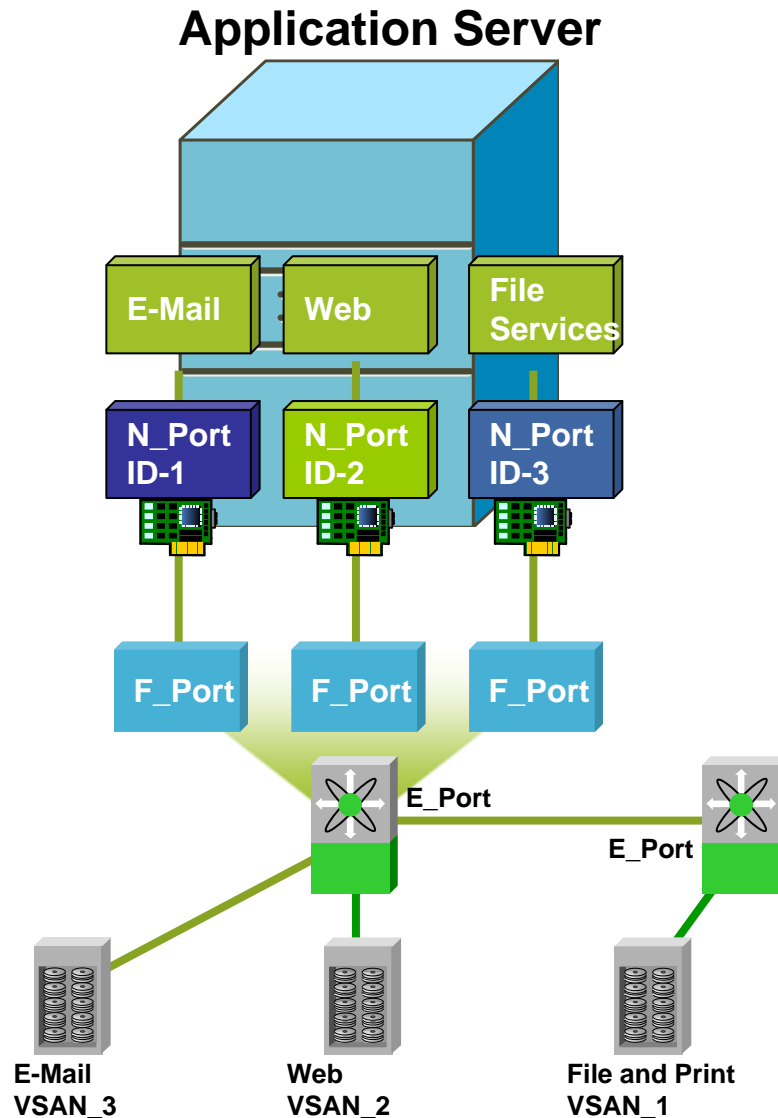 Application Server
E-Mail
Web
File
Services
N_Port
ID-1
N_Port
ID-2
N_Port
ID-3
F_Port
F_Port
F_Port
E_Port
E_Port
E-Mail
VSAN_3
Web
VSAN_2
File and Print
VSAN_1